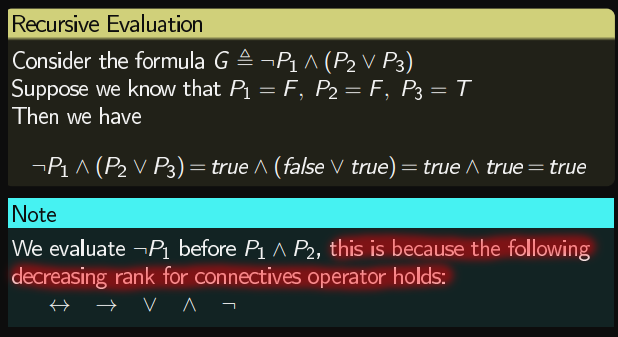 Recursive Evaluation
Consider the formula G ≜ ¬P₁ ∧ (P₂ ∨ P₃)
Suppose we know that P₁ = F, P₂ = F, P₃ = T
Then we have
¬P₁ ∧ (P₂ ∨ P₃) = true ∧ (false ∨ true) = true ∧ true = true
Note
We evaluate ¬P₁ before P₁ ∧ P₂, this is because the following
decreasing rank for connectives operator holds:
↔ → ∨ ∧ ¬